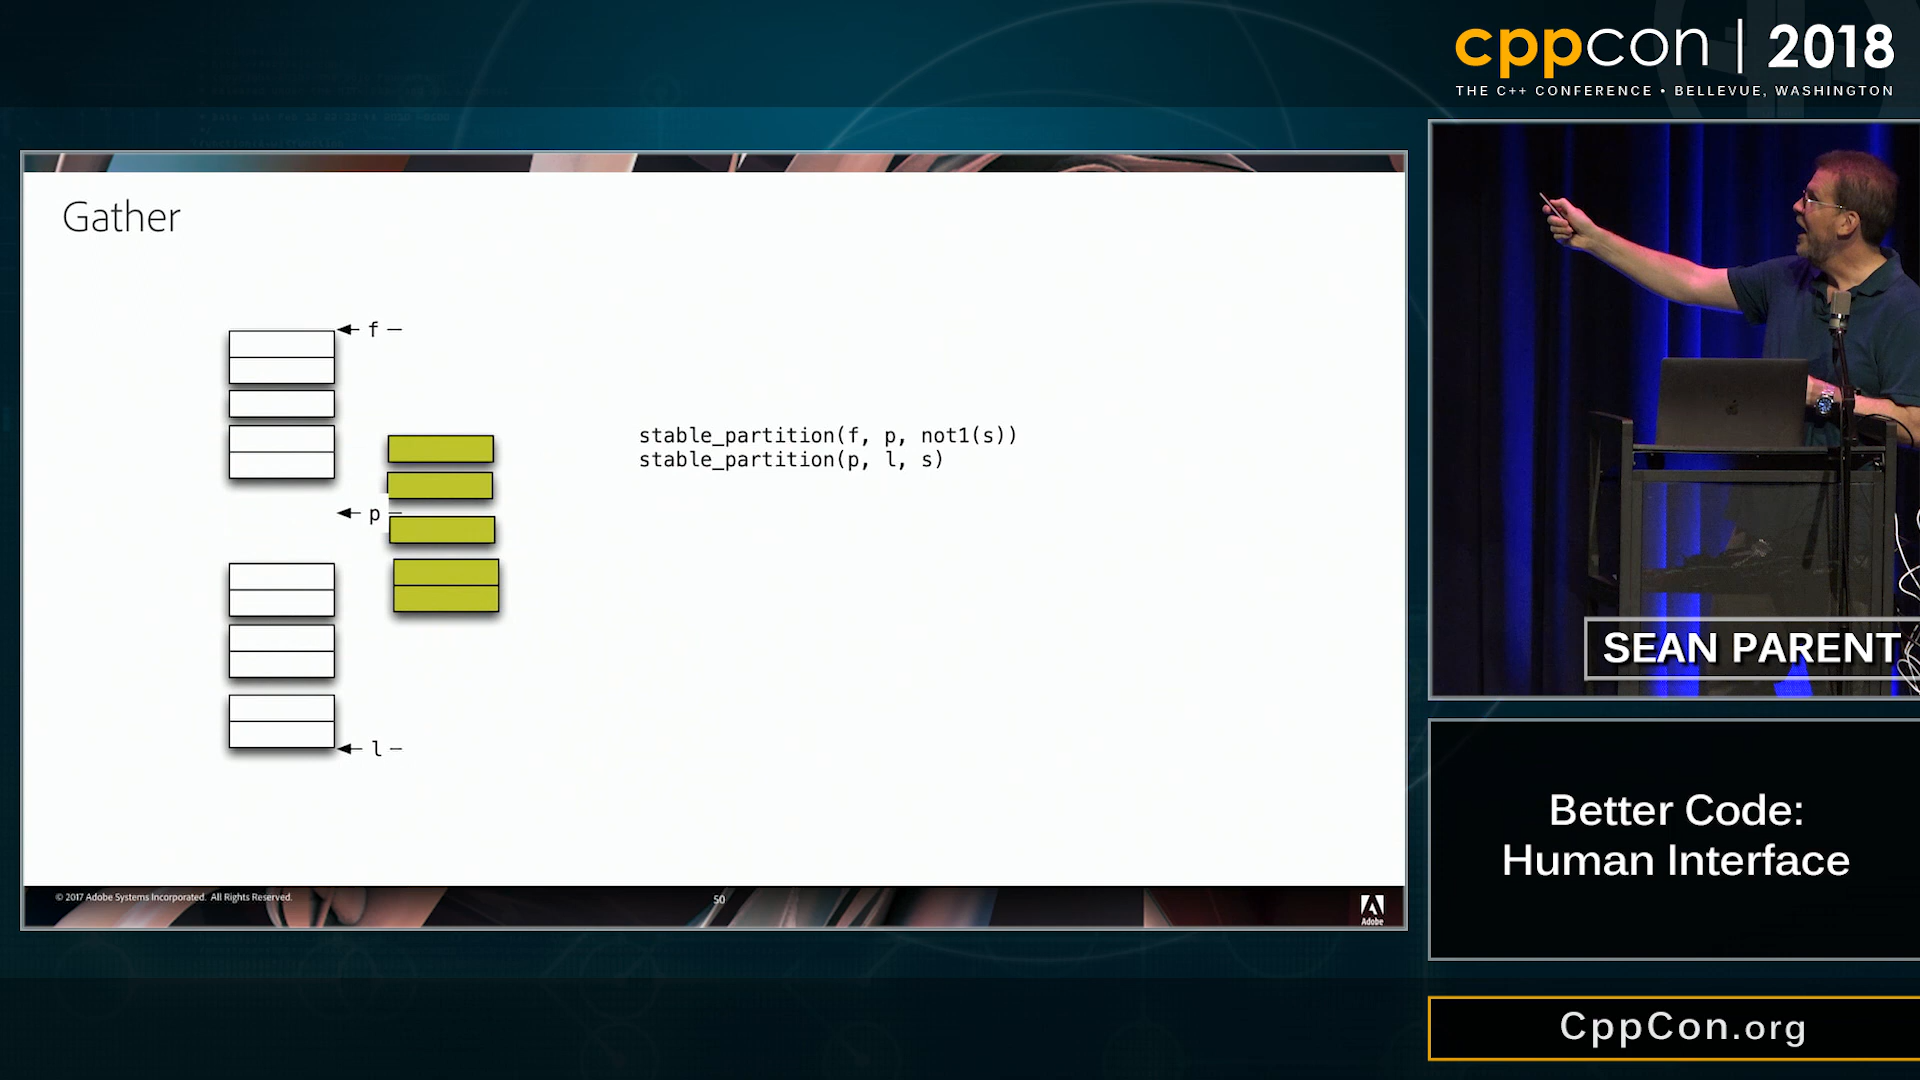 cppcon | 2018
THE C++ CONFERENCE • BELLEVUE, WASHINGTON
Gather
f
stable_partition(f, p, not1(s))
stable_partition(p, l, s)
p
l
© 2017 Adobe Systems Incorporated. All Rights Reserved.
50
Adobe
SEAN PARENT
Better Code:
Human Interface
CppCon.org